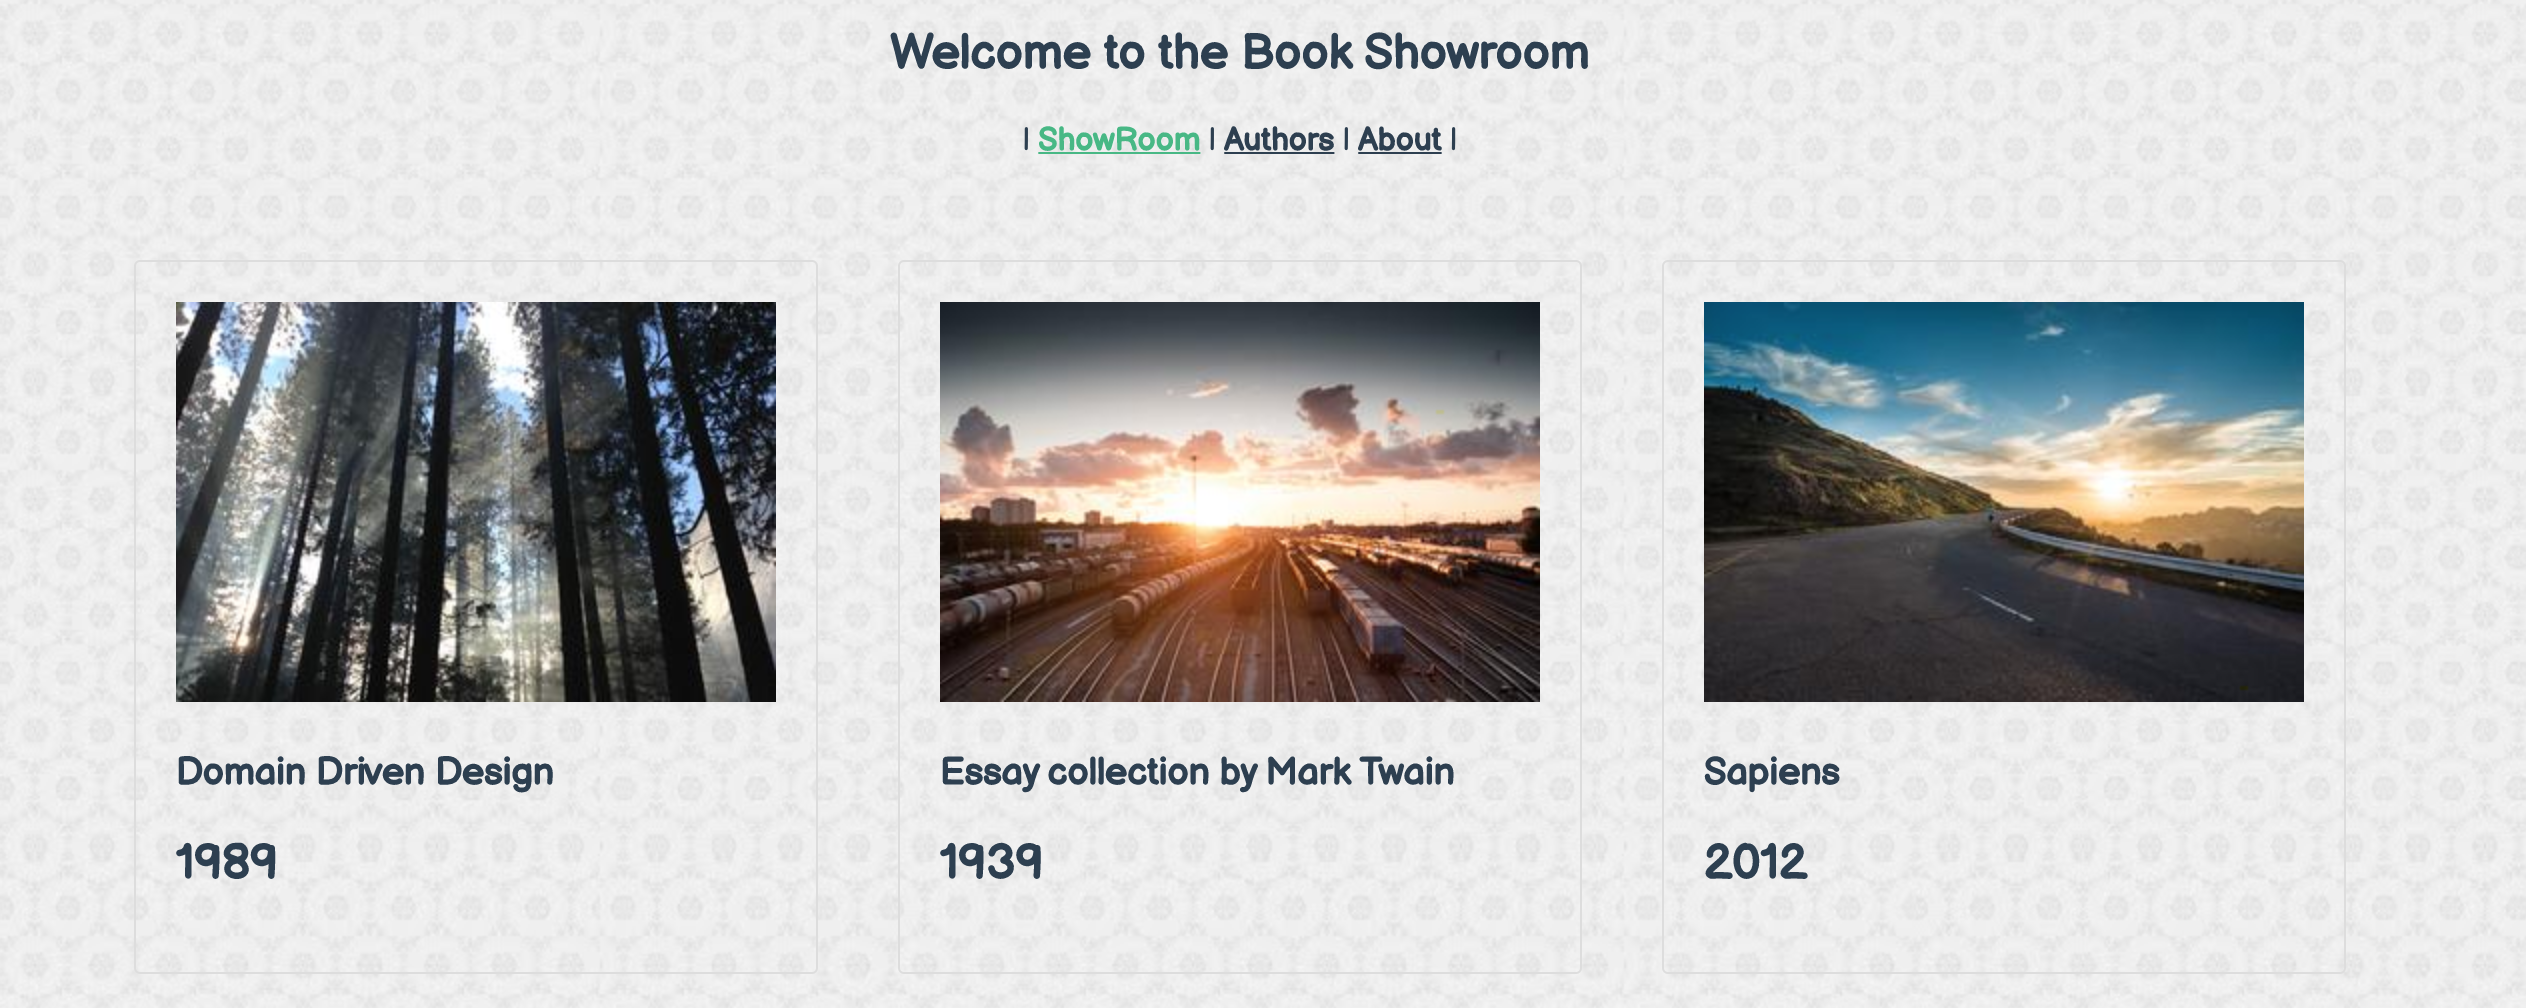 Welcome to the Book Showroom
| ShowRoom | Authors | About |
Domain Driven Design
1989
Essay collection by Mark Twain
1939
Sapiens
2012